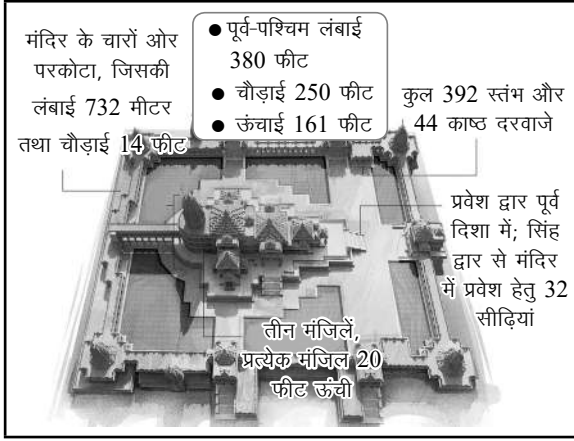 मंदिर के चारों ओर
परकोटा, जिसकी
लंबाई 732 मीटर
तथा चौड़ाई 14 फीट
● पूर्व-पश्चिम लंबाई
380 फीट
● चौड़ाई 250 फीट
● ऊंचाई 161 फीट
कुल 392 स्तंभ और
44 काष्ठ दरवाजे
प्रवेश द्वार पूर्व
दिशा में; सिंह
द्वार से मंदिर
में प्रवेश हेतु 32
सीढ़ियां
तीन मंजिलें,
प्रत्येक मंजिल 20
फीट ऊंची